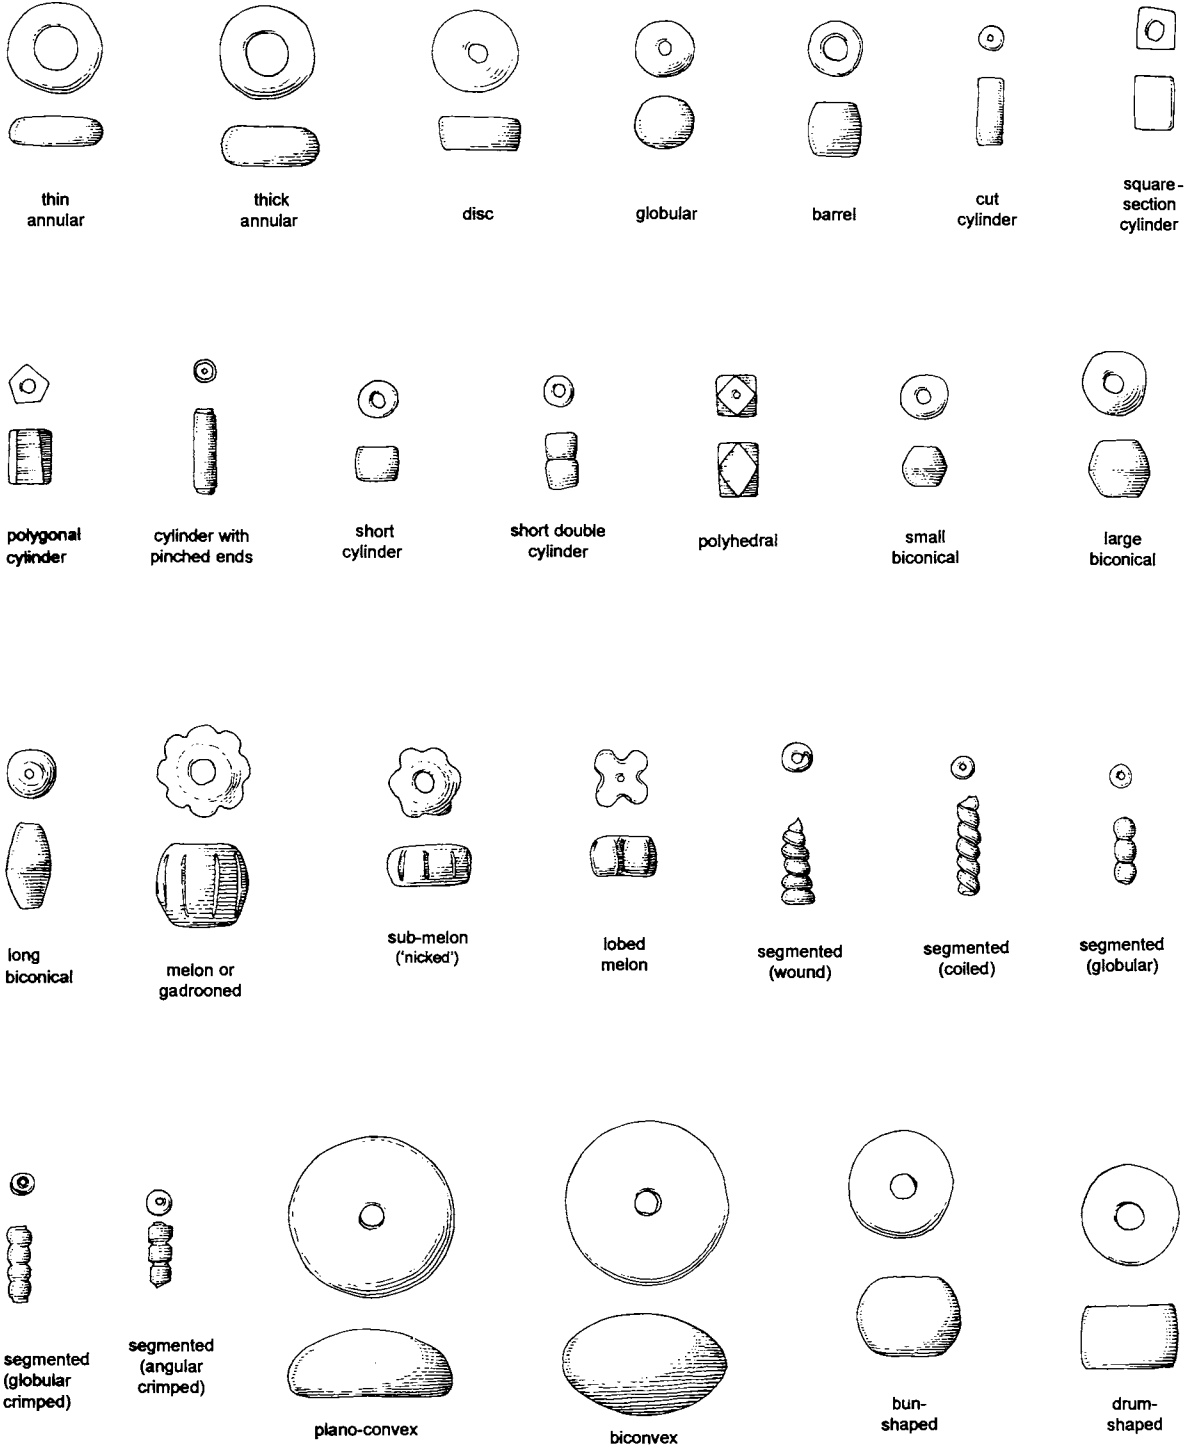 thin
annular
thick
annular
disc
globular
barrel
cut
cylinder
square-
section
cylinder
polygonal
cylinder
cylinder with
pinched ends
short
cylinder
short double
cylinder
polyhedral
small
biconical
large
biconical
long
biconical
melon or
gadrooned
sub-melon
('nicked')
lobed
melon
segmented
(wound)
segmented
(coiled)
segmented
(globular)
segmented
(globular
crimped)
segmented
(angular
crimped)
plano-convex
biconvex
bun-
shaped
drum-
shaped